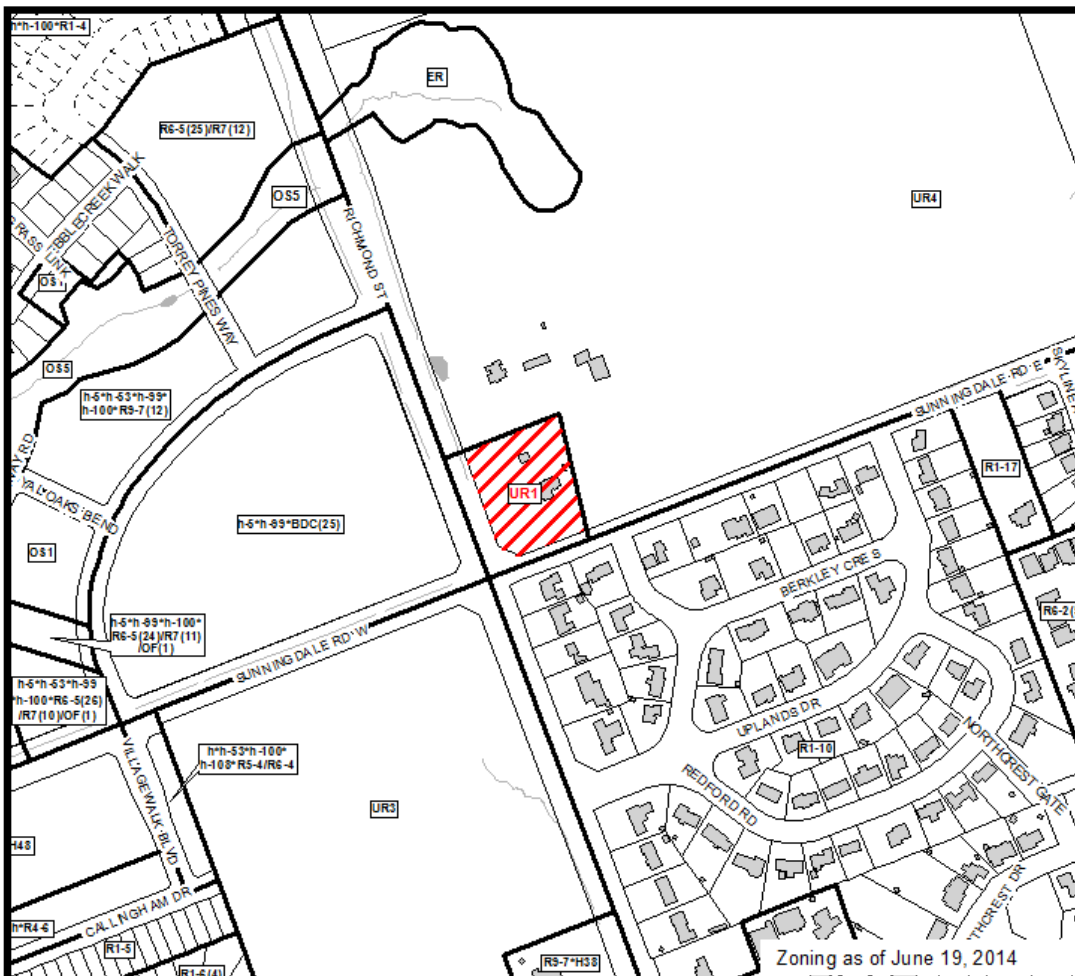 h*h-100*R1-4
ER
R6-5(25)/R7(12)
UR4
OS5
RICHMOND ST
TORREY PINES WAY
OS5
SUNNINGDALE RD E
h-5*h-53*h-99*
h-100*R9-7(12)
R1-17
UR1
h-5*h-99*BDC(25)
OS1
BERKLEY CRES
h-5*h-99*h-100*
R6-5(24)/R7(11)
/OF(1)
SUNNINGDALE RD W
h-5*h-53*h-99
*h-100*R6-5(26)
/R7(10)/OF(1)
UPLANDS DR
R1-10
NORTHCREST GATE
h*h-53*h-100*
h-108*R5-4/R6-4
VILLAGEWALK BLVD
REDFORD RD
UR3
H48
CALLINGHAM DR
h*R4-6
R1-5
R9-7*H38
R1-6(4)
Zoning as of June 19, 2014